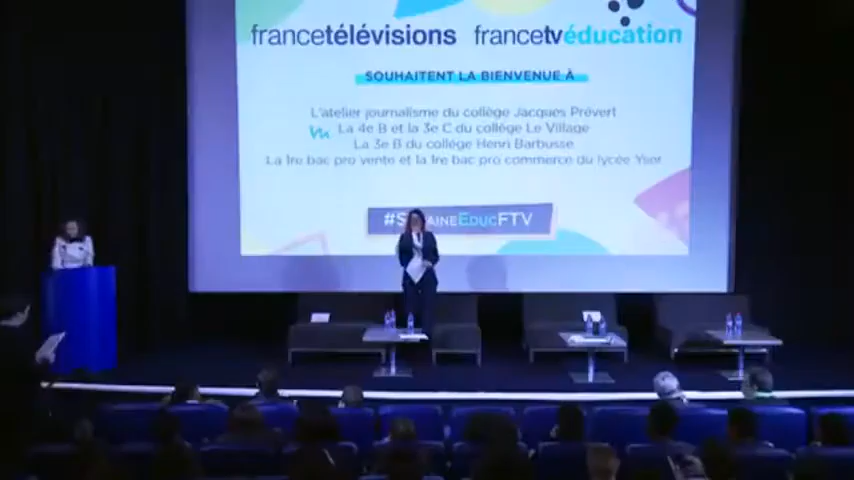 francetélévisions francetvéducation
SOUHAITENT LA BIENVENUE À
L'atelier journalisme du collège Jacques Prévert
La 4e B et la 3e C du collège Le Village
La 3e B du collège Henri Barbusse
La 1re bac pro vente et la 1re bac pro commerce du lycée Yser
#S AINEEDUCFTV